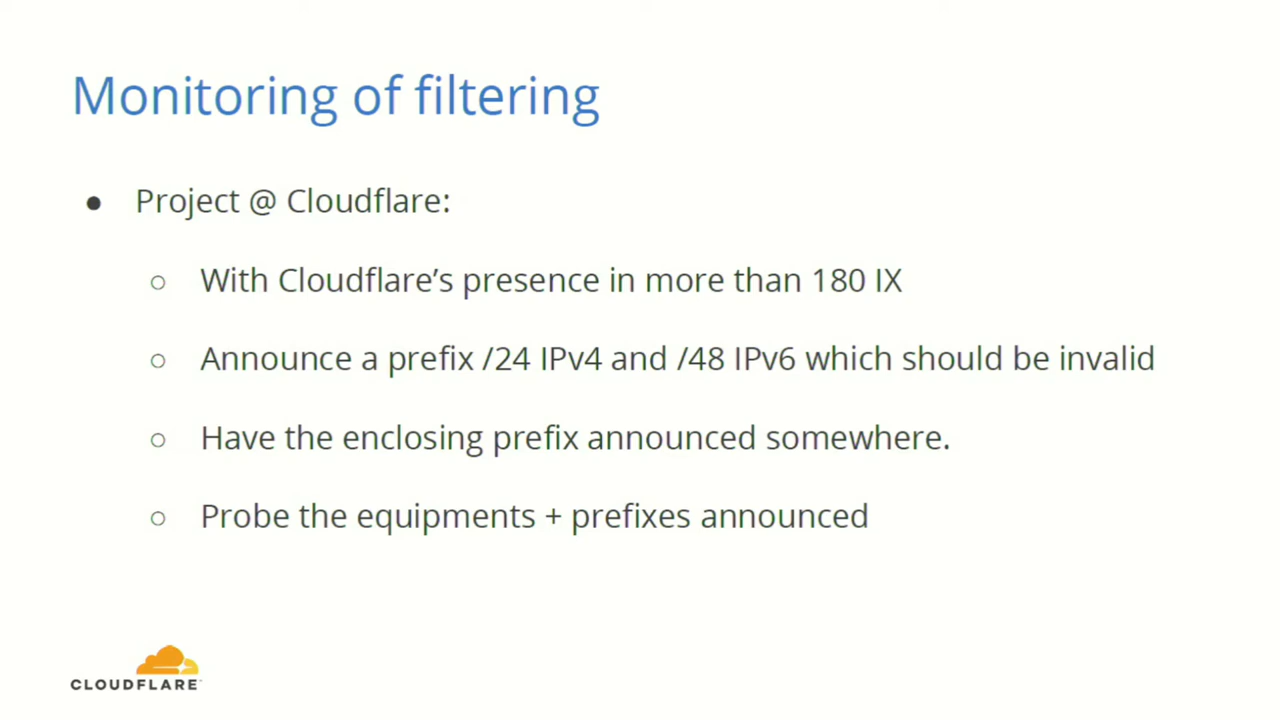 Monitoring of filtering
● Project @ Cloudflare:
○ With Cloudflare’s presence in more than 180 IX
○ Announce a prefix /24 IPv4 and /48 IPv6 which should be invalid
○ Have the enclosing prefix announced somewhere.
○ Probe the equipments + prefixes announced
CLOUDFLARE